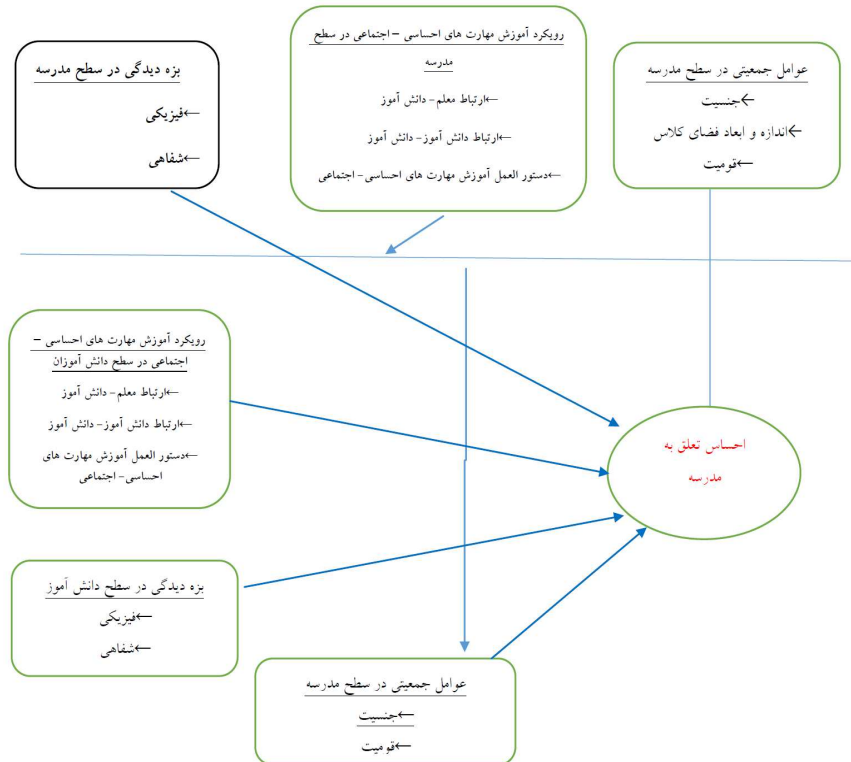 عوامل جمعیتی در سطح مدرسه
←جنسیت
←اندازه و ابعاد فضای کلاس
←قومیت
رویکرد آموزش مهارت های احساسی – اجتماعی در سطح
مدرسه
←ارتباط معلم- دانش آموز
←ارتباط دانش آموز- دانش آموز
←دستور العمل آموزش مهارت های احساسی- اجتماعی
بزه دیدگی در سطح مدرسه
←فیزیکی
←شفاهی
رویکرد آموزش مهارت های احساسی –
اجتماعی در سطح دانش آموزان
←ارتباط معلم- دانش آموز
←ارتباط دانش آموز- دانش آموز
←دستور العمل آموزش مهارت های
احساسی- اجتماعی
احساس تعلق به
مدرسه
بزه دیدگی در سطح دانش آموز
←فیزیکی
←شفاهی
عوامل جمعیتی در سطح مدرسه
←جنسیت
←قومیت